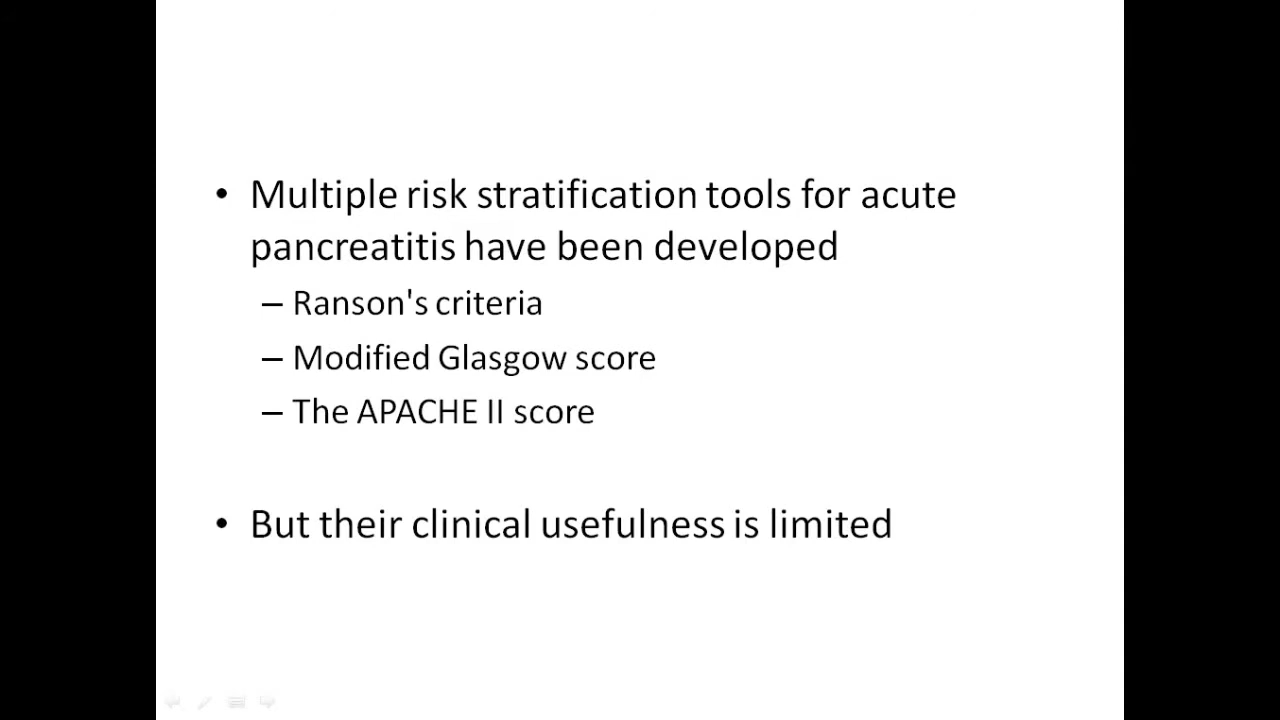 • Multiple risk stratification tools for acute
pancreatitis have been developed
– Ranson's criteria
– Modified Glasgow score
– The APACHE II score
• But their clinical usefulness is limited